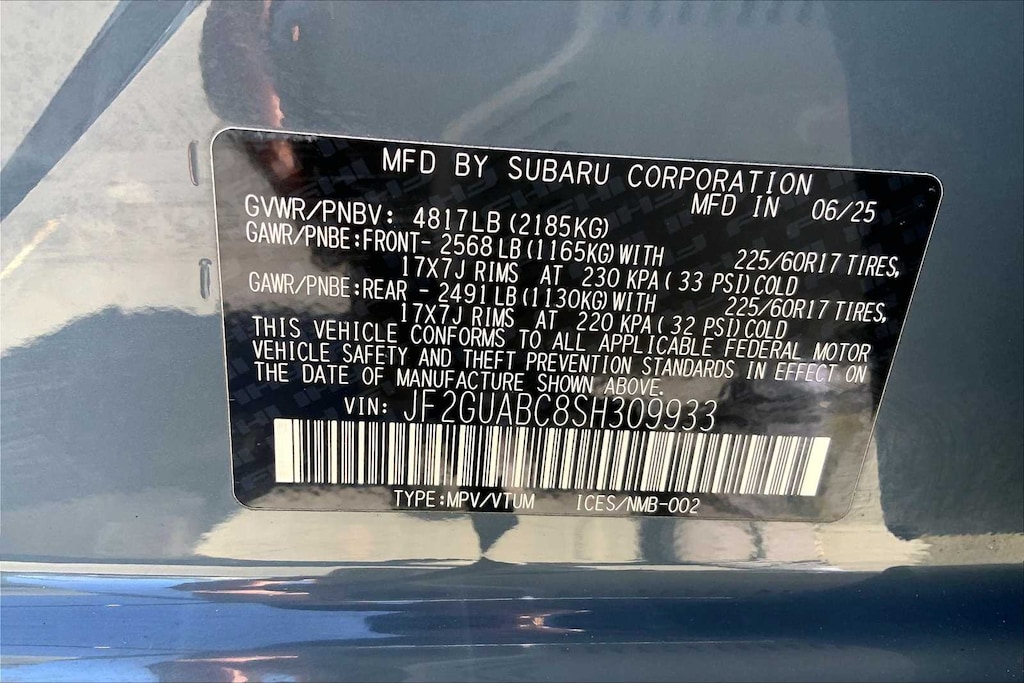 MFD BY SUBARU CORPORATION
MFD IN 06/25
GVWR/PNBV: 4817LB (2185KG)
GAWR/PNBE:FRONT- 2568 LB (1165KG) WITH 225/60R17 TIRES,
17X7J RIMS AT 230 KPA ( 33 PSI) COLD
GAWR/PNBE:REAR - 2491 LB (1130KG) WITH 225/60R17 TIRES,
17X7J RIMS AT 220 KPA ( 32 PSI) COLD
THIS VEHICLE CONFORMS TO ALL APPLICABLE FEDERAL MOTOR
VEHICLE SAFETY AND THEFT PREVENTION STANDARDS IN EFFECT ON
THE DATE OF MANUFACTURE SHOWN ABOVE.
VIN: JF2GUABC8SH309933
TYPE:MPV/VTUM ICES/NMB-002